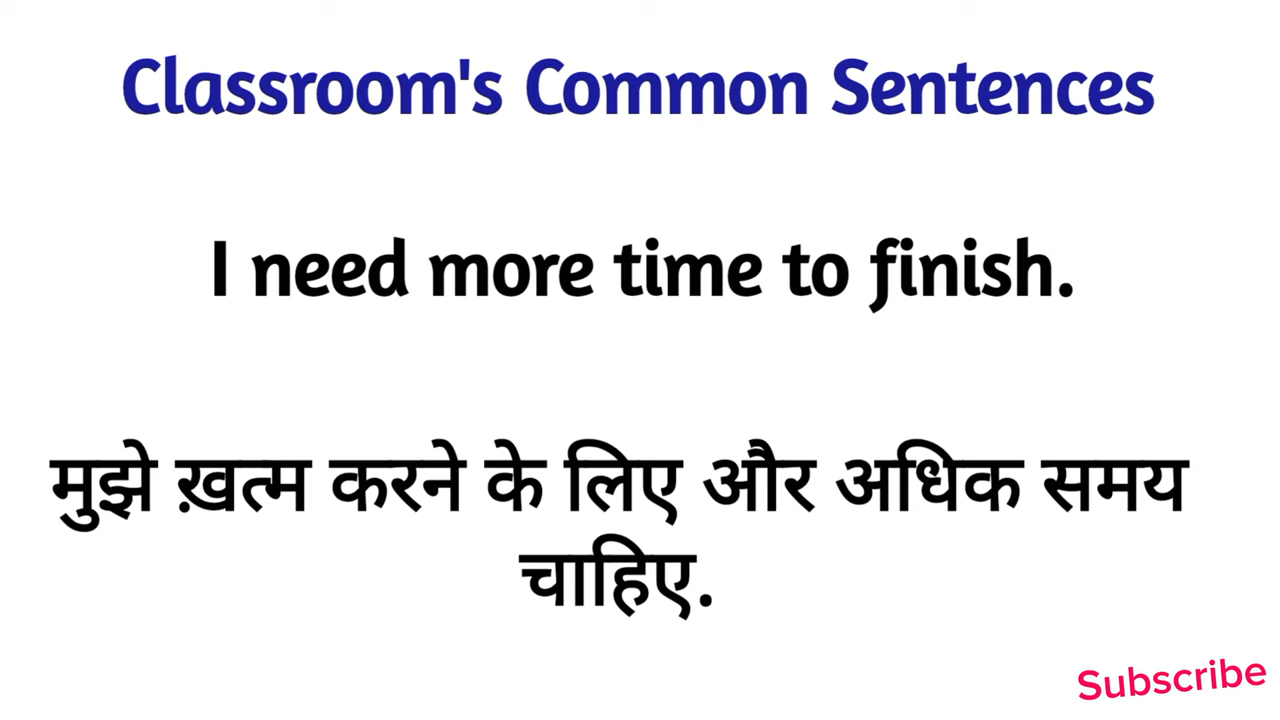 Classroom's Common Sentences
I need more time to finish.
मुझे ख़त्म करने के लिए और अधिक समय
चाहिए.
Subscribe